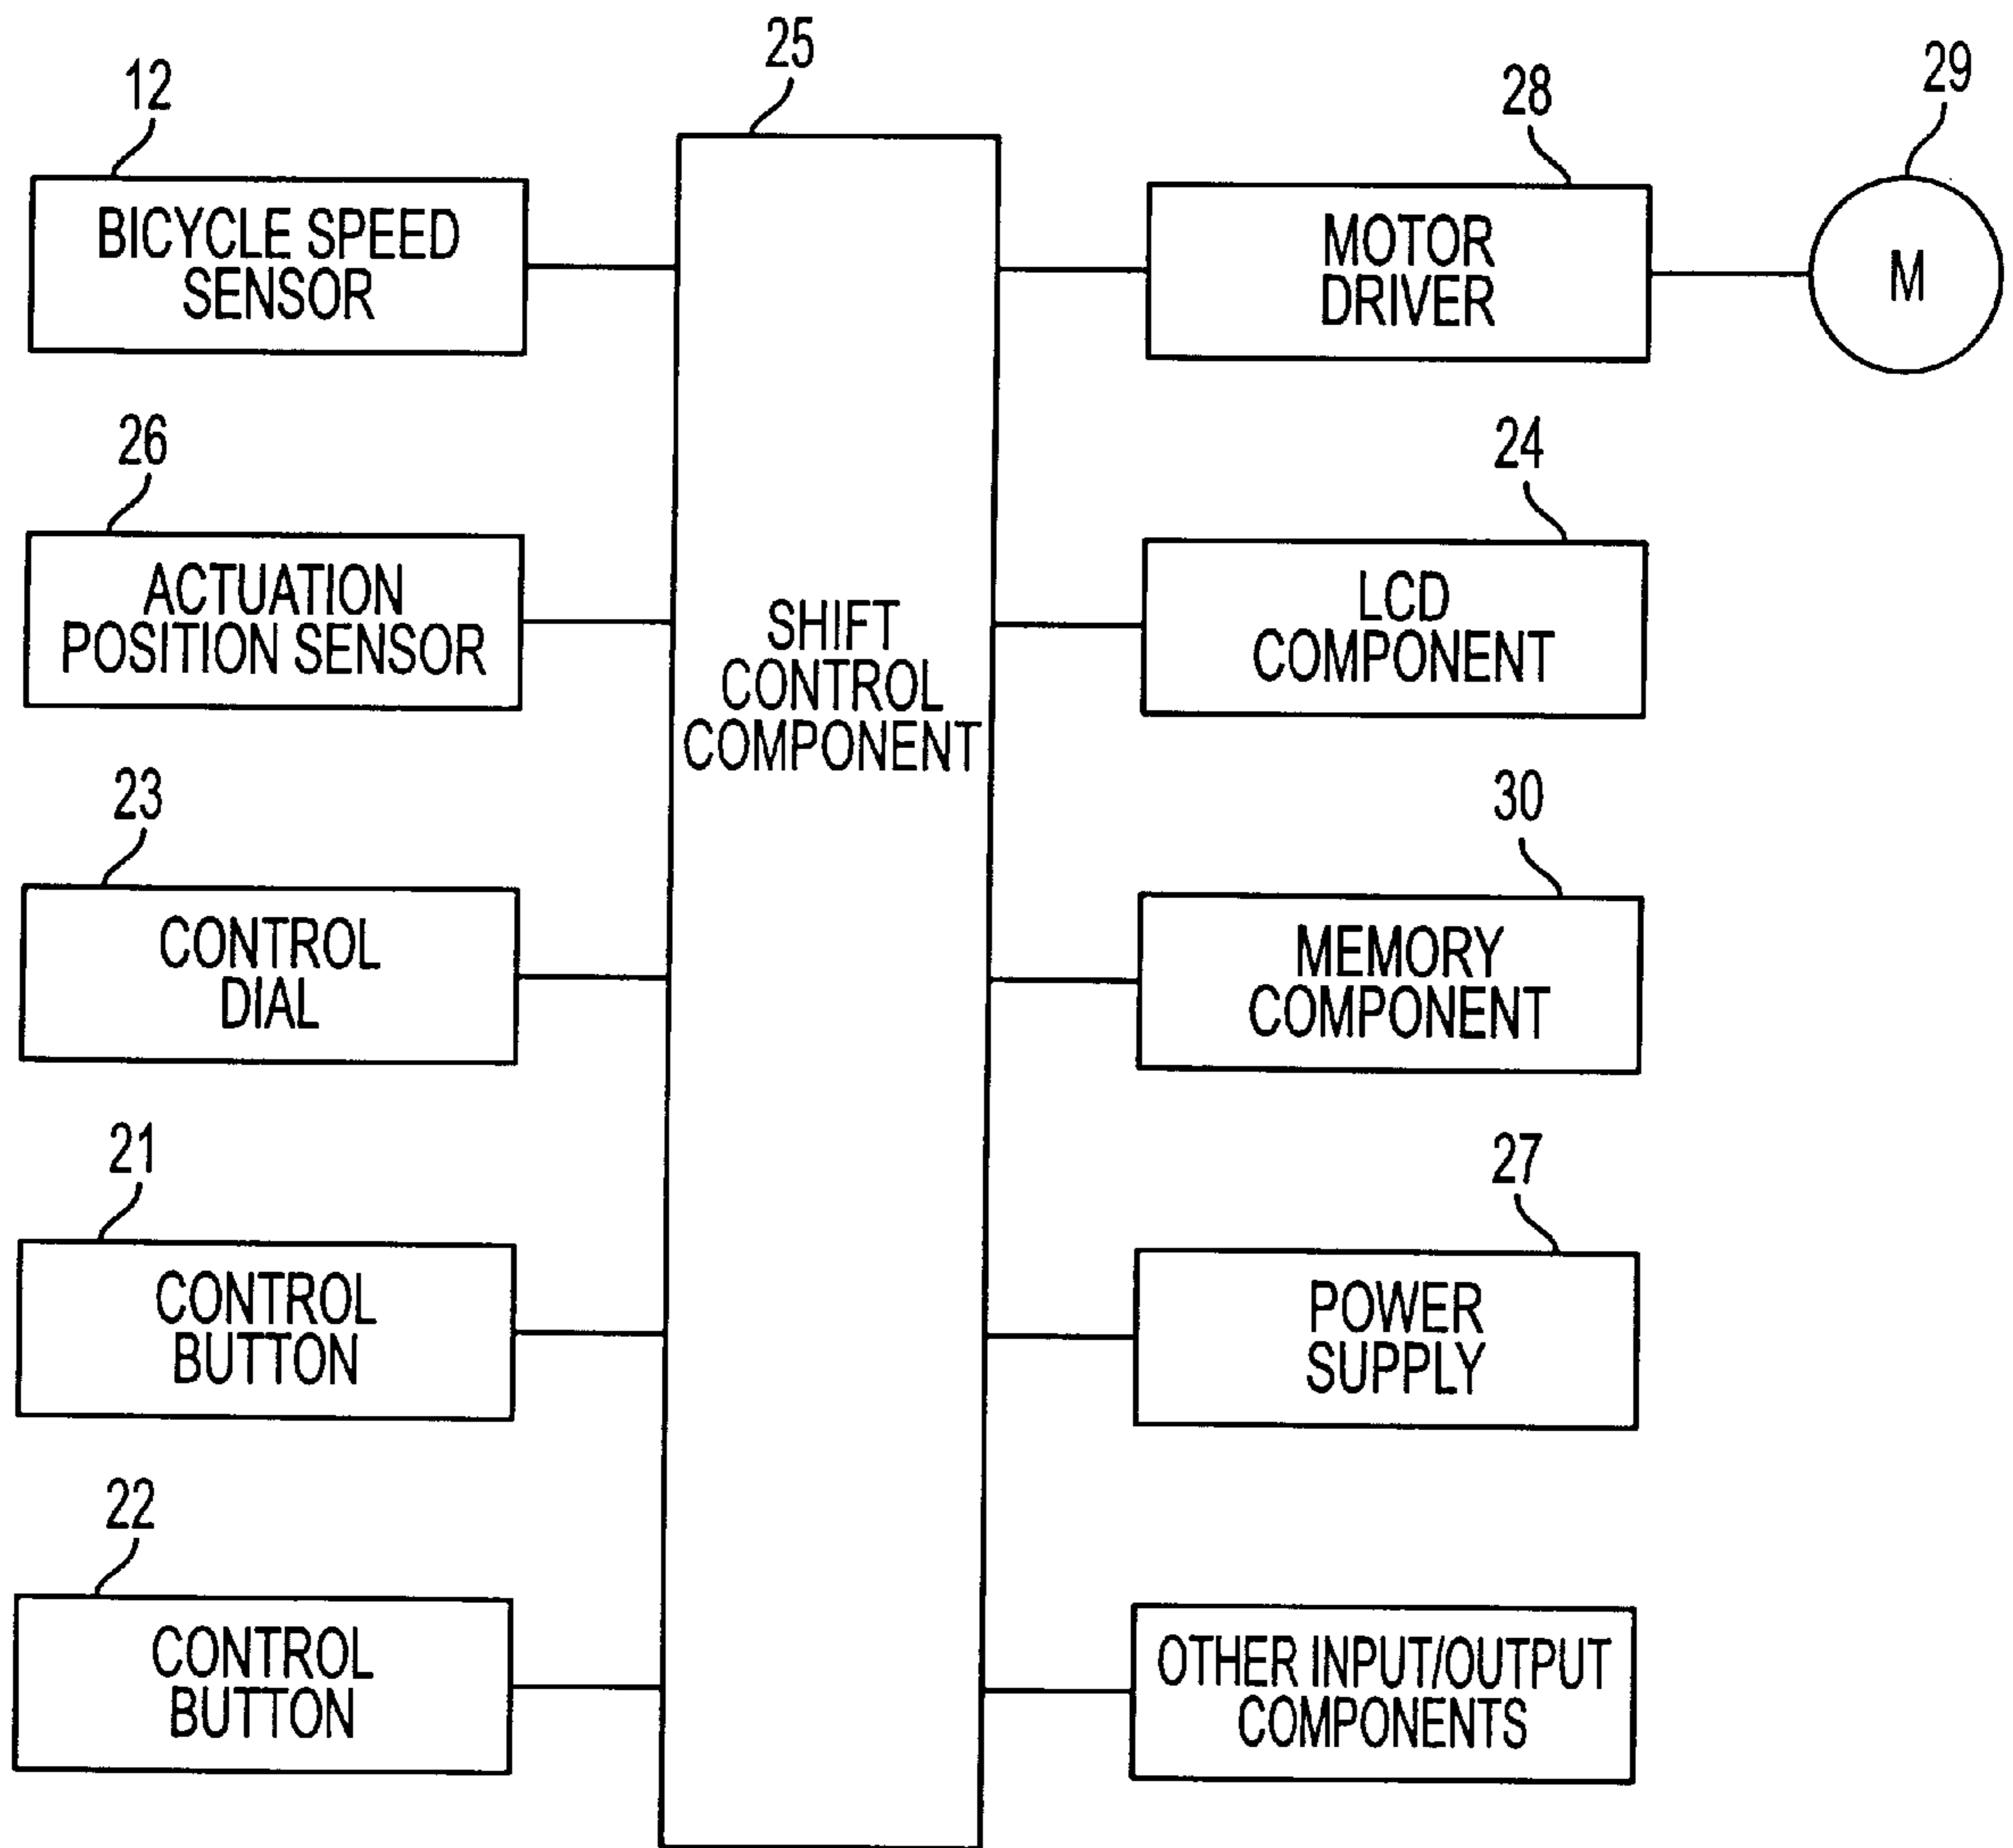 25
12
BICYCLE SPEED
SENSOR
26
ACTUATION
POSITION SENSOR
23
CONTROL
DIAL
21
CONTROL
BUTTON
22
CONTROL
BUTTON
SHIFT
CONTROL
COMPONENT
28
MOTOR
DRIVER
29
M
24
LCD
COMPONENT
30
MEMORY
COMPONENT
27
POWER
SUPPLY
OTHER INPUT/OUTPUT
COMPONENTS